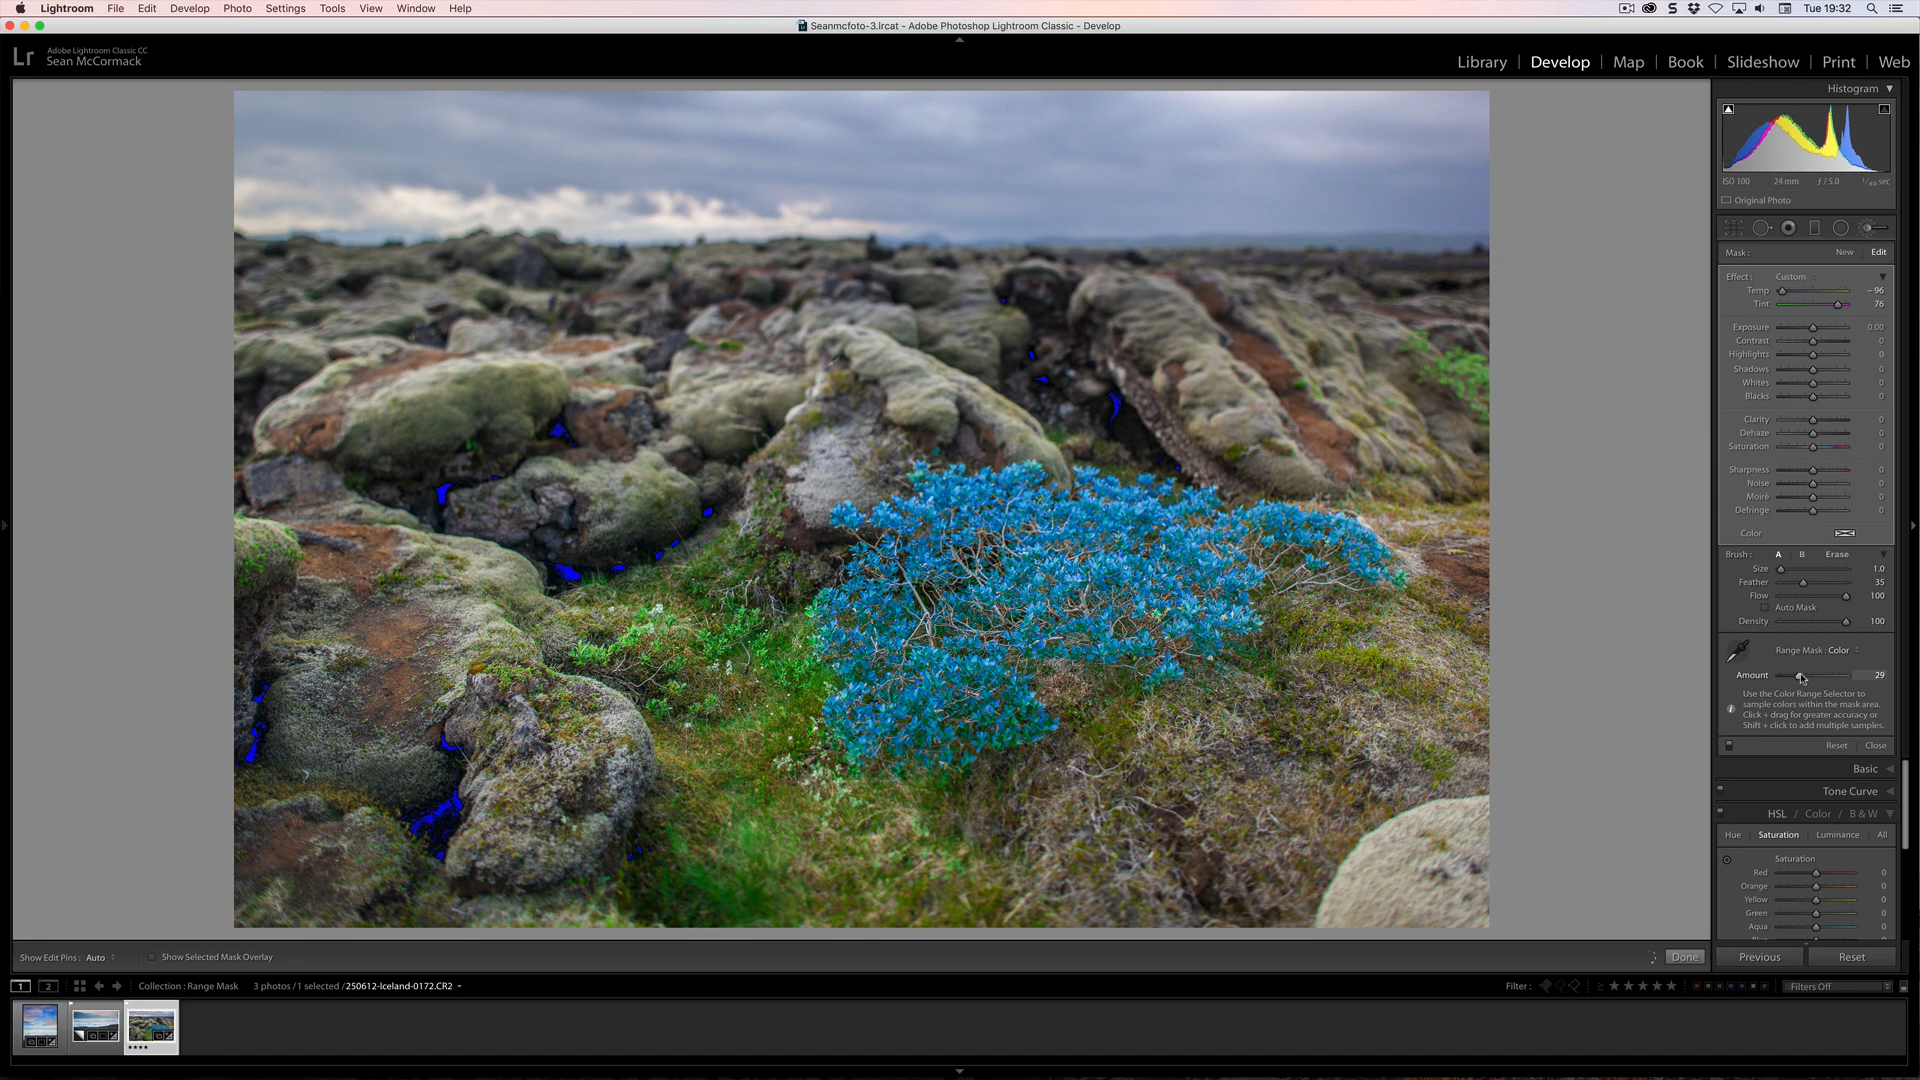 Lightroom File Edit Develop Photo Settings Tools View Window Help Tue 19:32
Seanmcfoto-3.lrcat - Adobe Photoshop Lightroom Classic - Develop
Lr Adobe Lightroom Classic CC
Sean McCormack
Library | Develop | Map | Book | Slideshow | Print | Web
Histogram
ISO 100 24 mm ƒ / 5.0 1/80 sec
Original Photo
Mask : New Edit
Effect : Custom
Temp – 96
Tint 76
Exposure 0.00
Contrast 0
Highlights 0
Shadows 0
Whites 0
Blacks 0
Clarity 0
Dehaze 0
Saturation 0
Sharpness 0
Noise 0
Moiré 0
Defringe 0
Color
Brush : A B Erase
Size 1.0
Feather 35
Flow 100
Auto Mask
Density 100
Range Mask : Color
Amount 29
Use the Color Range Selector to
sample colors within the mask area.
Click + drag for greater accuracy or
Shift + click to add multiple samples.
Reset Close
Basic
Tone Curve
HSL / Color / B & W
Hue Saturation Luminance All
Saturation
Red 0
Orange 0
Yellow 0
Green 0
Aqua 0
Show Edit Pins : Auto Show Selected Mask Overlay Done Previous Reset
1 2 Collection : Range Mask 3 photos / 1 selected / 250612-Iceland-0172.CR2 Filter : ≥ ★★★★★ Filters Off
★★★★